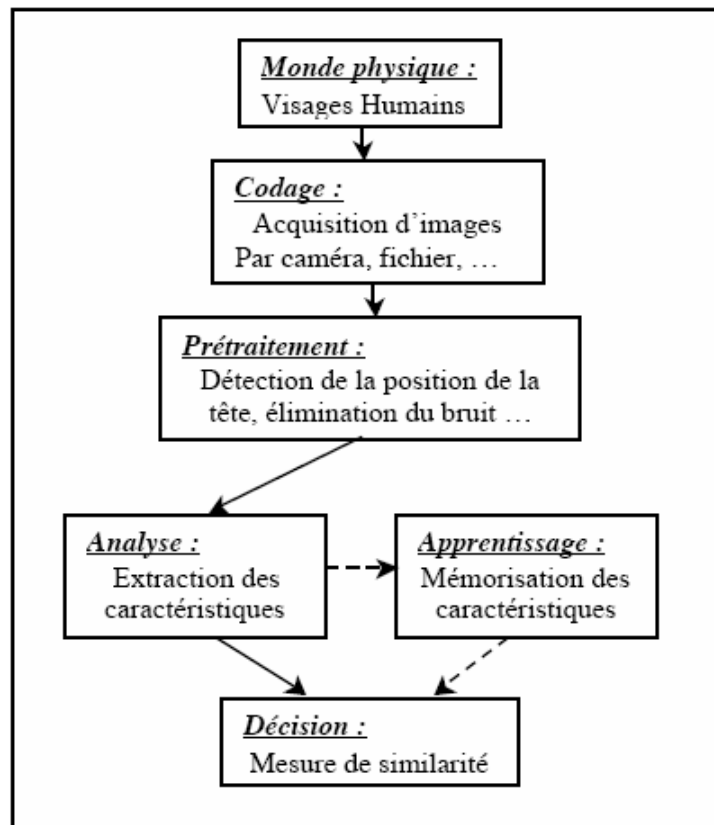 Monde physique :
Visages Humains
Codage :
Acquisition d'images
Par caméra, fichier, …
Prétraitement :
Détection de la position de la
tête, élimination du bruit …
Analyse :
Extraction des
caractéristiques
Apprentissage :
Mémorisation des
caractéristiques
Décision :
Mesure de similarité